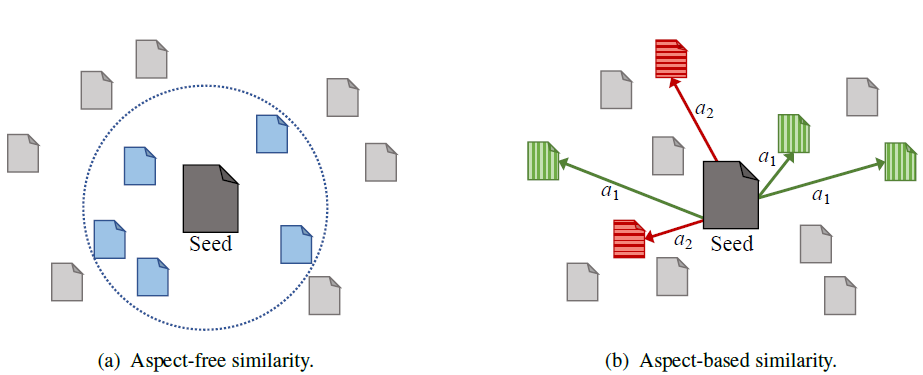 a₂
a₁
a₁
a₁
a₂
Seed
Seed
(a) Aspect-free similarity.
(b) Aspect-based similarity.